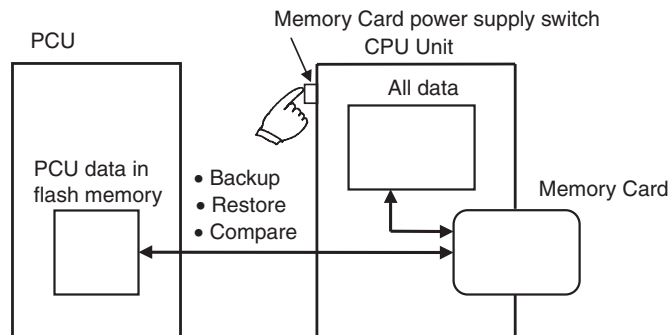 Memory Card power supply switch
PCU
CPU Unit
All data
PCU data in
flash memory
• Backup
• Restore
• Compare
Memory Card